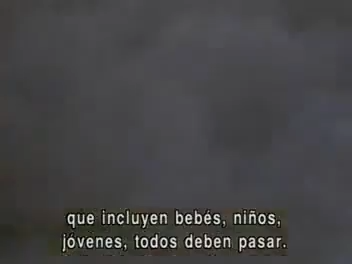 que incluyen bebés, niños,
jóvenes, todos deben pasar.